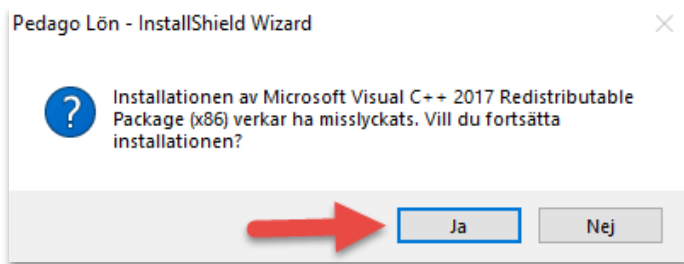 Pedago Lön - InstallShield Wizard
Installationen av Microsoft Visual C++ 2017 Redistributable
Package (x86) verkar ha misslyckats. Vill du fortsätta
installationen?
Ja
Nej